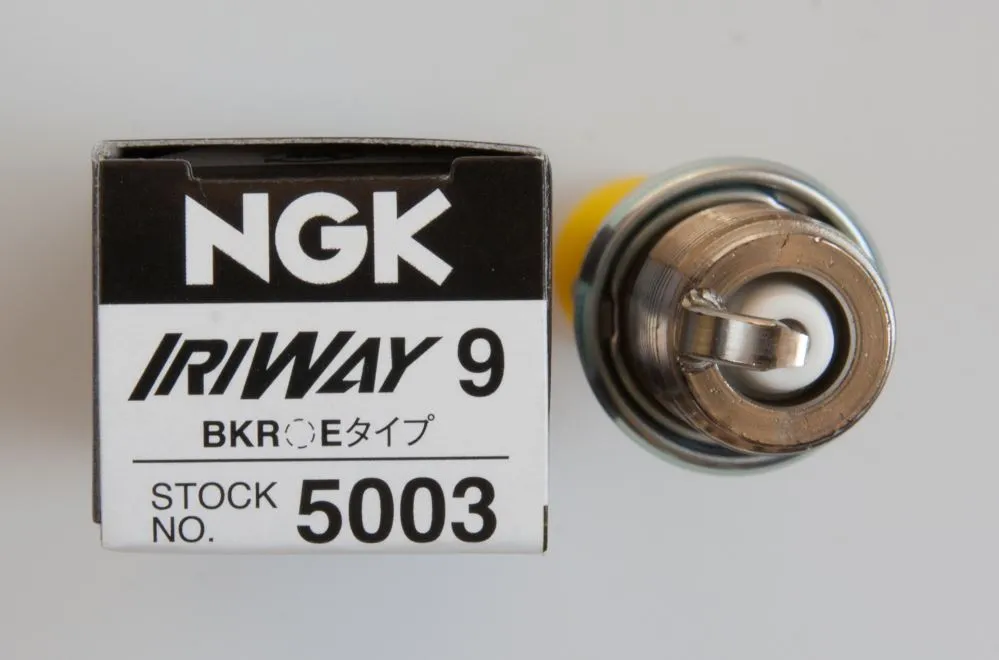 NGK
IRIWAY 9
BKR◌Eタイプ
STOCK NO. 5003